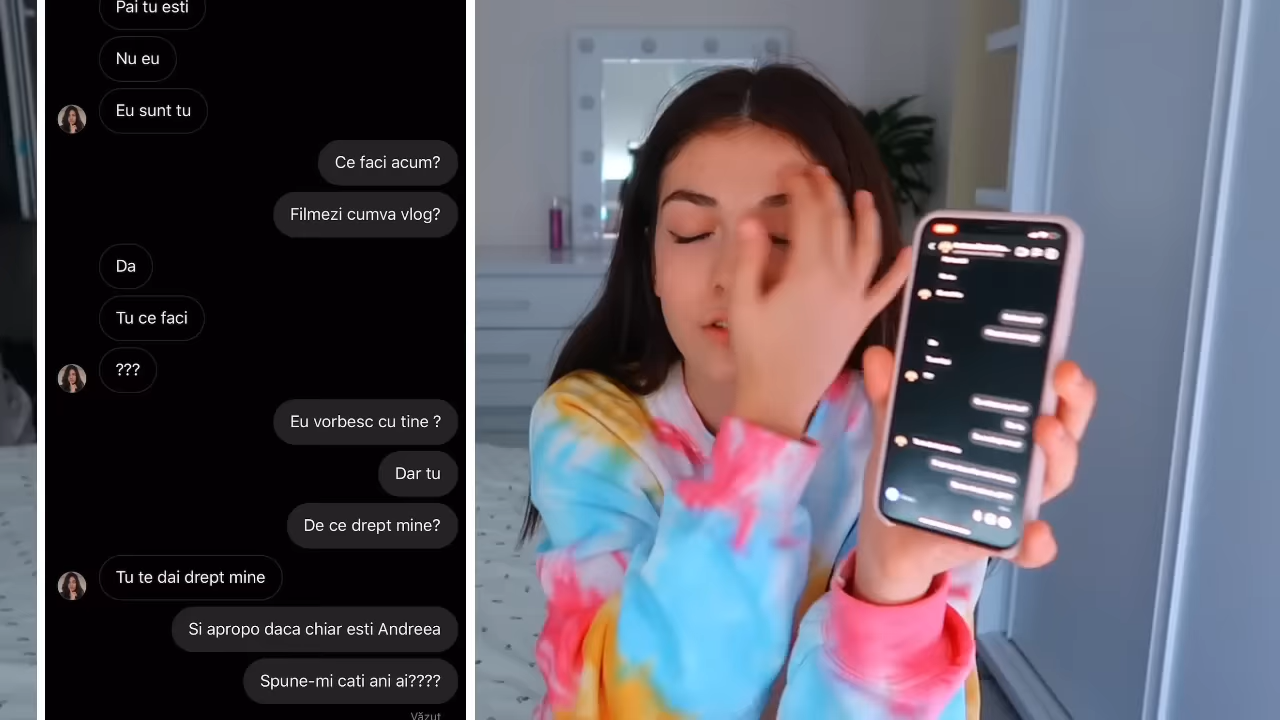 Pai tu esti
Nu eu
Eu sunt tu
Ce faci acum?
Filmezi cumva vlog?
Da
Tu ce faci
???
Eu vorbesc cu tine ?
Dar tu
De ce drept mine?
Tu te dai drept mine
Si apropo daca chiar esti Andreea
Spune-mi cati ani ai????
Văzut